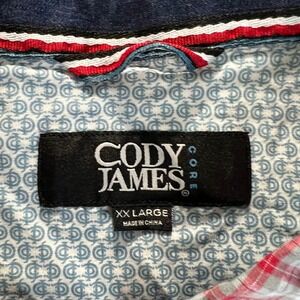 CODY
JAMES
CORE
®
XX LARGE
MADE IN CHINA